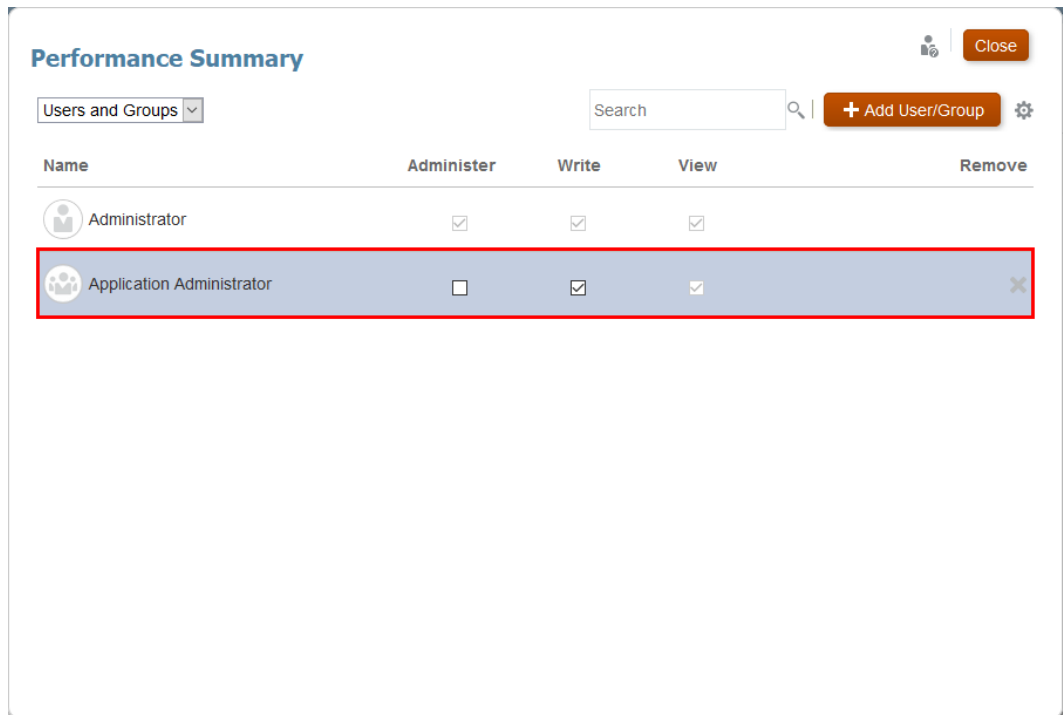 Performance Summary
Close
Users and Groups
Search
Add User/Group
Name Administer Write View Remove
Administrator
Application Administrator